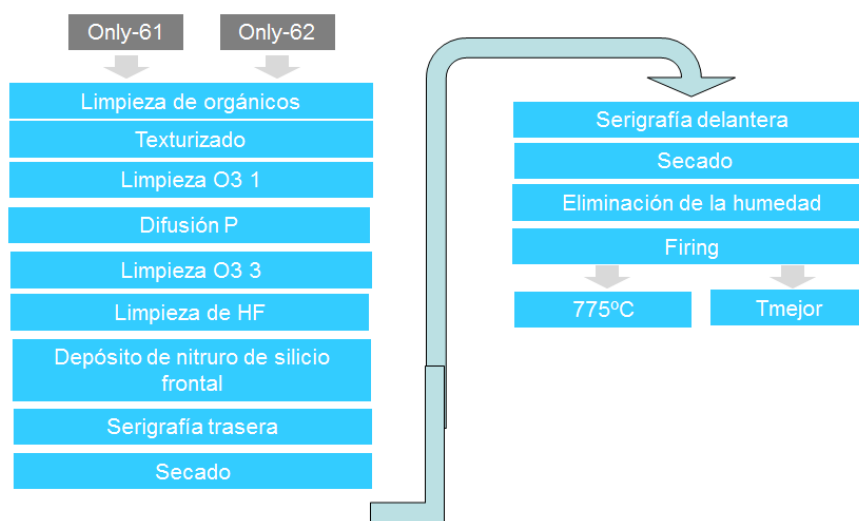 Only-61
Only-62
Limpieza de orgánicos
Texturizado
Limpieza O3 1
Difusión P
Limpieza O3 3
Limpieza de HF
Depósito de nitruro de silicio
frontal
Serigrafía trasera
Secado
Serigrafía delantera
Secado
Eliminación de la humedad
Firing
775ºC
Tmejor